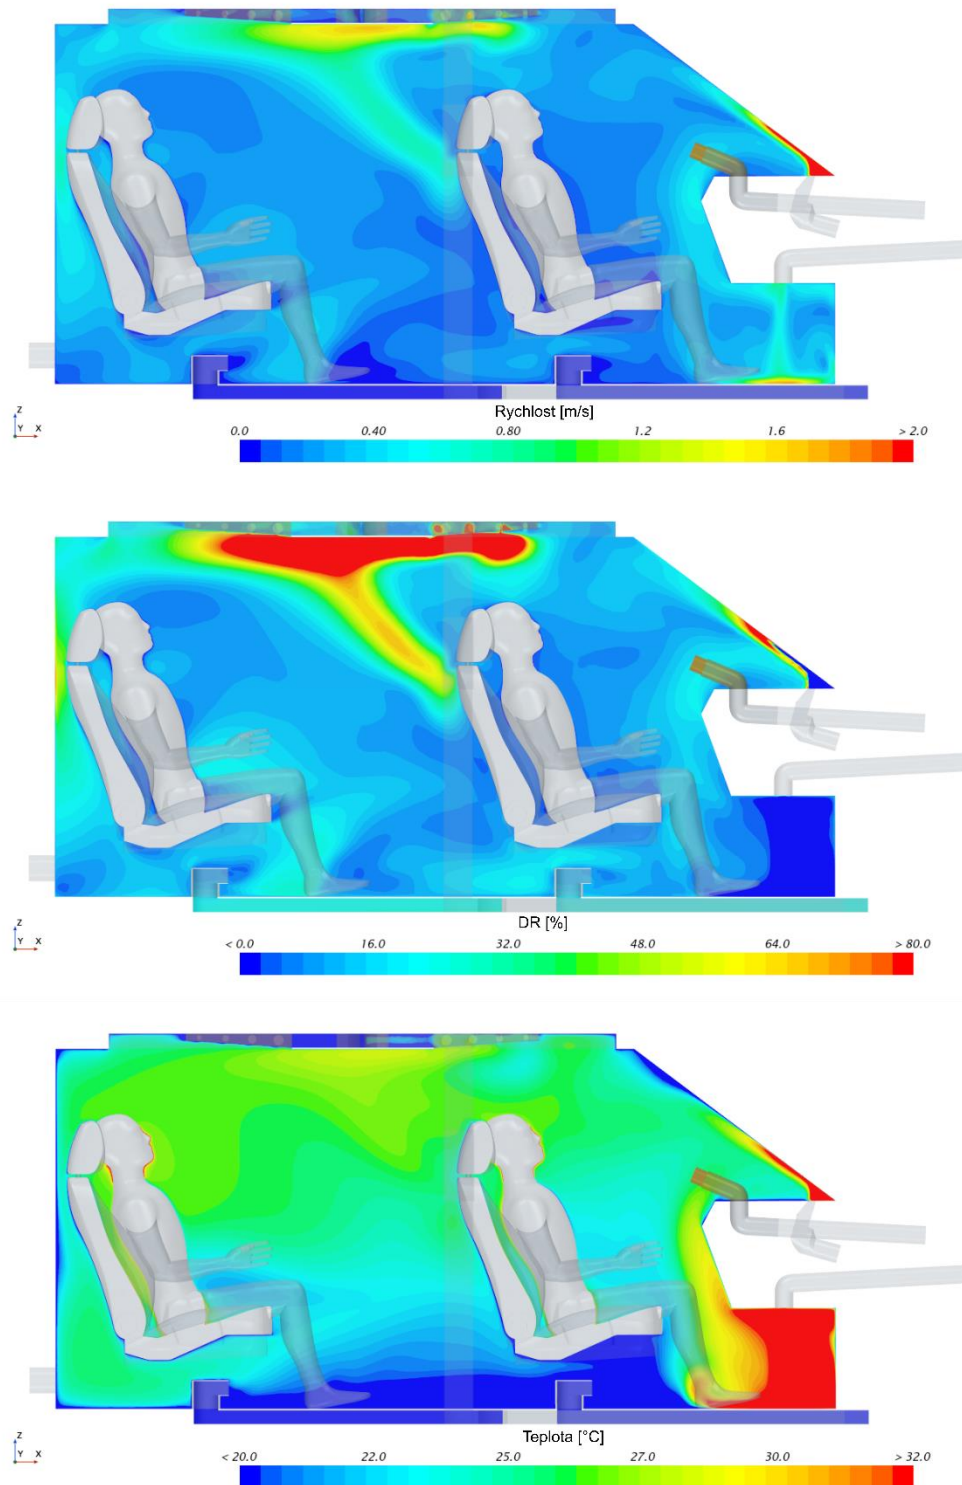 Rychlost [m/s]
Z
Y X
0.0 0.40 0.80 1.2 1.6 > 2.0
DR [%]
Z
Y X
< 0.0 16.0 32.0 48.0 64.0 > 80.0
Teplota [°C]
Z
Y X
< 20.0 22.0 25.0 27.0 30.0 > 32.0